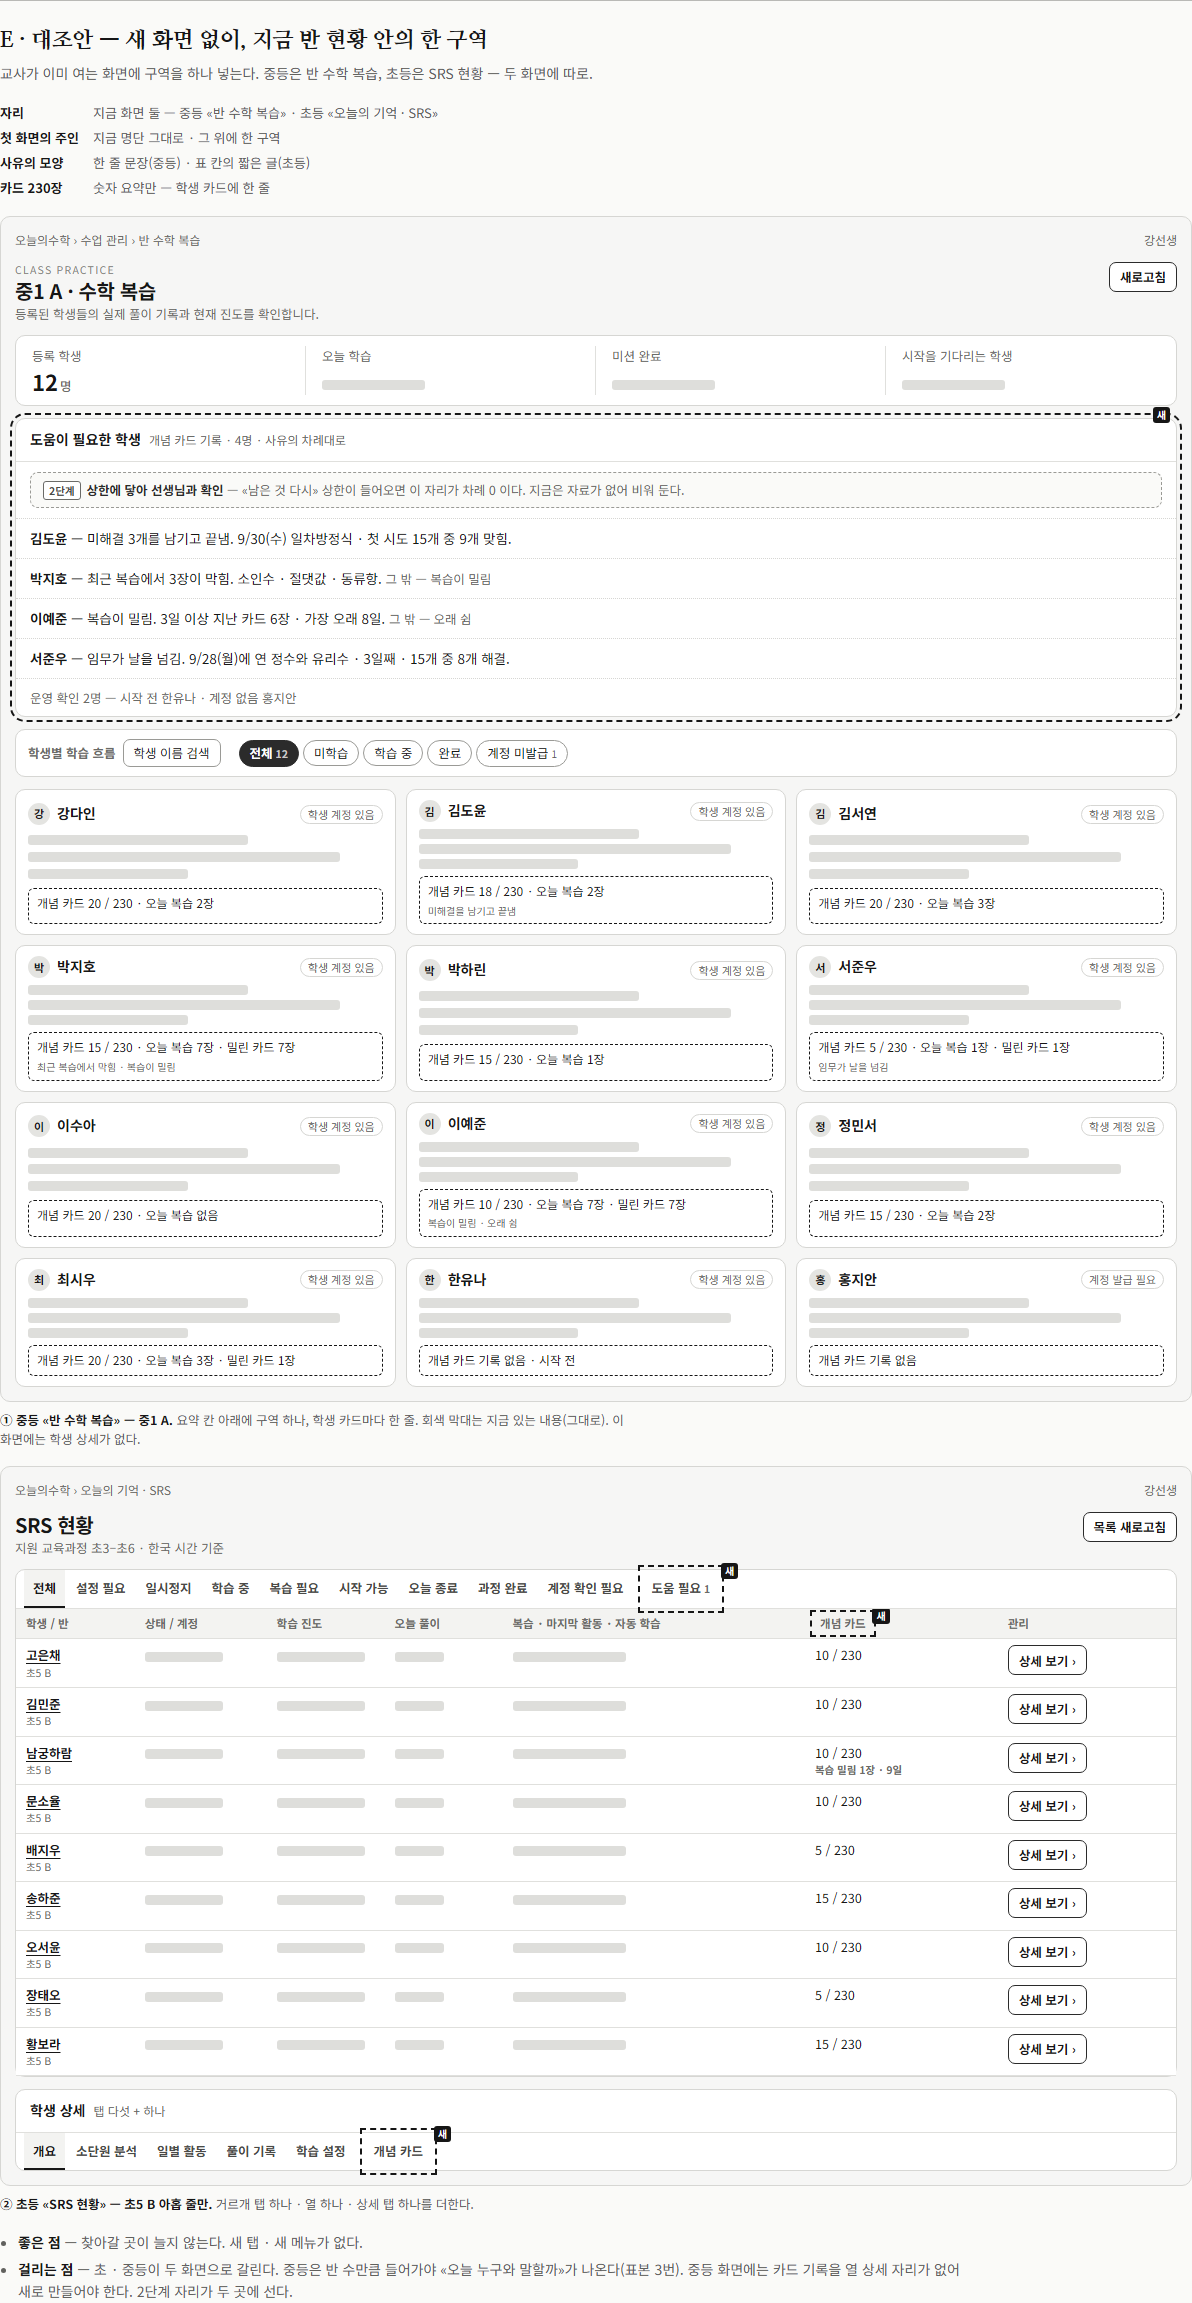 E · 대조안 — 새 화면 없이, 지금 반 현황 안의 한 구역
교사가 이미 여는 화면에 구역을 하나 넣는다. 중등은 반 수학 복습, 초등은 SRS 현황 — 두 화면에 따로.
자리 지금 화면 둘 — 중등 «반 수학 복습» · 초등 «오늘의 기억 · SRS»
첫 화면의 주인 지금 명단 그대로 · 그 위에 한 구역
사유의 모양 한 줄 문장(중등) · 표 칸의 짧은 글(초등)
카드 230장 숫자 요약만 — 학생 카드에 한 줄
오늘의수학 › 수업 관리 › 반 수학 복습 강선생
CLASS PRACTICE
중1 A · 수학 복습 새로고침
등록된 학생들의 실제 풀이 기록과 현재 진도를 확인합니다.
등록 학생 오늘 학습 미션 완료 시작을 기다리는 학생
12 명
새
도움이 필요한 학생 개념 카드 기록 · 4명 · 사유의 차례대로
2단계 상한에 닿아 선생님과 확인 — «남은 것 다시» 상한이 들어오면 이 자리가 차례 0 이다. 지금은 자료가 없어 비워 둔다.
김도윤 — 미해결 3개를 남기고 끝냄. 9/30(수) 일차방정식 · 첫 시도 15개 중 9개 맞힘.
박지호 — 최근 복습에서 3장이 막힘. 소인수 · 절댓값 · 동류항. 그 밖 — 복습이 밀림
이예준 — 복습이 밀림. 3일 이상 지난 카드 6장 · 가장 오래 8일. 그 밖 — 오래 쉼
서준우 — 임무가 날을 넘김. 9/28(월)에 연 정수와 유리수 · 3일째 · 15개 중 8개 해결.
운영 확인 2명 — 시작 전 한유나 · 계정 없음 홍지안
학생별 학습 흐름 학생 이름 검색 전체 12 미학습 학습 중 완료 계정 미발급 1
강 강다인 학생 계정 있음
개념 카드 20 / 230 · 오늘 복습 2장
김 김도윤 학생 계정 있음
개념 카드 18 / 230 · 오늘 복습 2장
미해결을 남기고 끝냄
김 김서연 학생 계정 있음
개념 카드 20 / 230 · 오늘 복습 3장
박 박지호 학생 계정 있음
개념 카드 15 / 230 · 오늘 복습 7장 · 밀린 카드 7장
최근 복습에서 막힘 · 복습이 밀림
박 박하린 학생 계정 있음
개념 카드 15 / 230 · 오늘 복습 1장
서 서준우 학생 계정 있음
개념 카드 5 / 230 · 오늘 복습 1장 · 밀린 카드 1장
임무가 날을 넘김
이 이수아 학생 계정 있음
개념 카드 20 / 230 · 오늘 복습 없음
이 이예준 학생 계정 있음
개념 카드 10 / 230 · 오늘 복습 7장 · 밀린 카드 7장
복습이 밀림 · 오래 쉼
정 정민서 학생 계정 있음
개념 카드 15 / 230 · 오늘 복습 2장
최 최시우 학생 계정 있음
개념 카드 20 / 230 · 오늘 복습 3장 · 밀린 카드 1장
한 한유나 학생 계정 있음
개념 카드 기록 없음 · 시작 전
홍 홍지안 계정 발급 필요
개념 카드 기록 없음
① 중등 «반 수학 복습» — 중1 A. 요약 칸 아래에 구역 하나, 학생 카드마다 한 줄. 회색 막대는 지금 있는 내용(그대로). 이
화면에는 학생 상세가 없다.
오늘의수학 › 오늘의 기억 · SRS 강선생
SRS 현황 목록 새로고침
지원 교육과정 초3–초6 · 한국 시간 기준
전체 설정 필요 일시정지 학습 중 복습 필요 시작 가능 오늘 종료 과정 완료 계정 확인 필요 도움 필요 1 새
학생 / 반 상태 / 계정 학습 진도 오늘 풀이 복습 · 마지막 활동 · 자동 학습 개념 카드 새 관리
고은채 10 / 230 상세 보기 ›
초5 B
김민준 10 / 230 상세 보기 ›
초5 B
남궁하람 10 / 230 상세 보기 ›
초5 B 복습 밀림 1장 · 9일
문소율 10 / 230 상세 보기 ›
초5 B
배지우 5 / 230 상세 보기 ›
초5 B
송하준 15 / 230 상세 보기 ›
초5 B
오서윤 10 / 230 상세 보기 ›
초5 B
장태오 5 / 230 상세 보기 ›
초5 B
황보라 15 / 230 상세 보기 ›
초5 B
학생 상세 탭 다섯 + 하나
개요 소단원 분석 일별 활동 풀이 기록 학습 설정 개념 카드 새
② 초등 «SRS 현황» — 초5 B 아홉 줄만. 거르개 탭 하나 · 열 하나 · 상세 탭 하나를 더한다.
• 좋은 점 — 찾아갈 곳이 늘지 않는다. 새 탭 · 새 메뉴가 없다.
• 걸리는 점 — 초 · 중등이 두 화면으로 갈린다. 중등은 반 수만큼 들어가야 «오늘 누구와 말할까»가 나온다(표본 3번). 중등 화면에는 카드 기록을 열 상세 자리가 없어
새로 만들어야 한다. 2단계 자리가 두 곳에 선다.